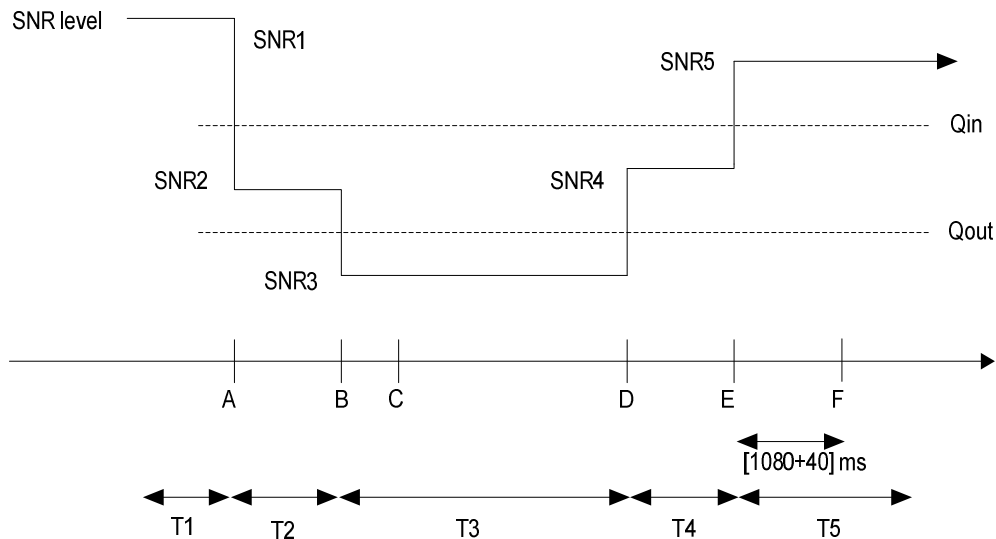 SNR level
SNR1
SNR5
Qin
SNR2
SNR4
Qout
SNR3
A B C D E F
[1080+40] ms
T1 T2 T3 T4 T5